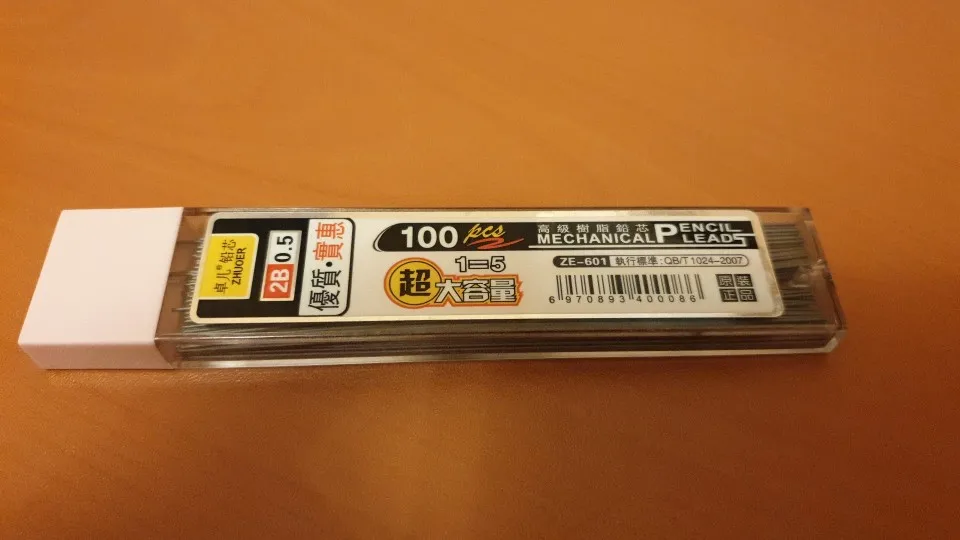 卓儿®铅芯
ZHUOER
2B 0.5
優質·實惠
100 pcs
1=5
超大容量
高級樹脂鉛芯
MECHANICAL PENCIL LEADS
ZE-601 執行標準:QB/T 1024-2007
6970893400086
原裝
正品